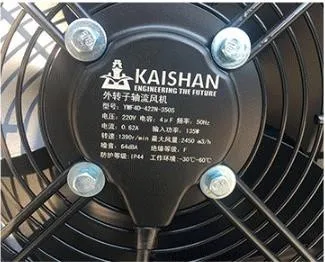 KAISHAN
ENGINEERING THE FUTURE
外转子轴流风机
型号: YWF4D-422N-350S
电压: 220V 电容: 4μF 频率: 50Hz
电流: 0.62A 输入功率: 135W
转速: 1390r/min 最大风量: 2450 m3/h
噪音: 64dBA 绝缘等级: F
防护等级: IP44 工作环境: -30℃-60℃